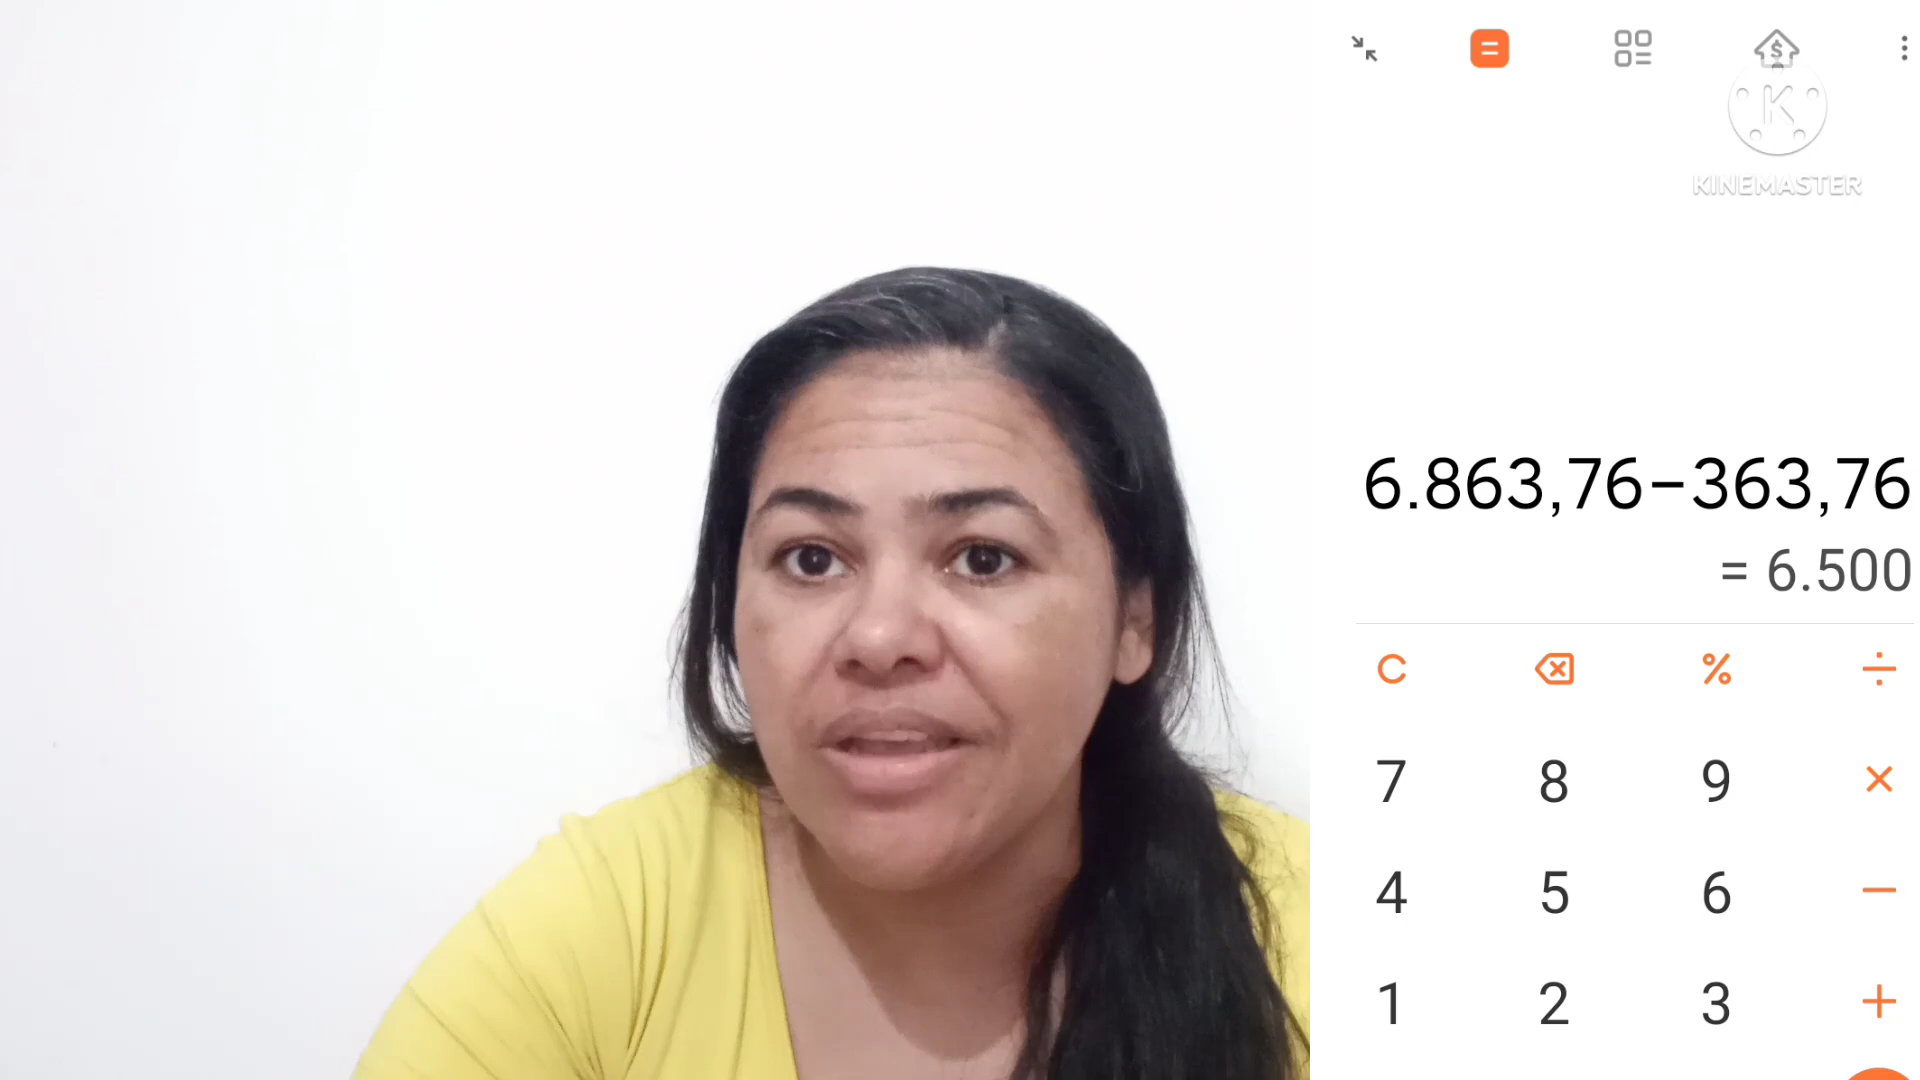 KINEMASTER
6.863,76−363,76
= 6.500
C % ÷
7 8 9 ×
4 5 6 −
1 2 3 +